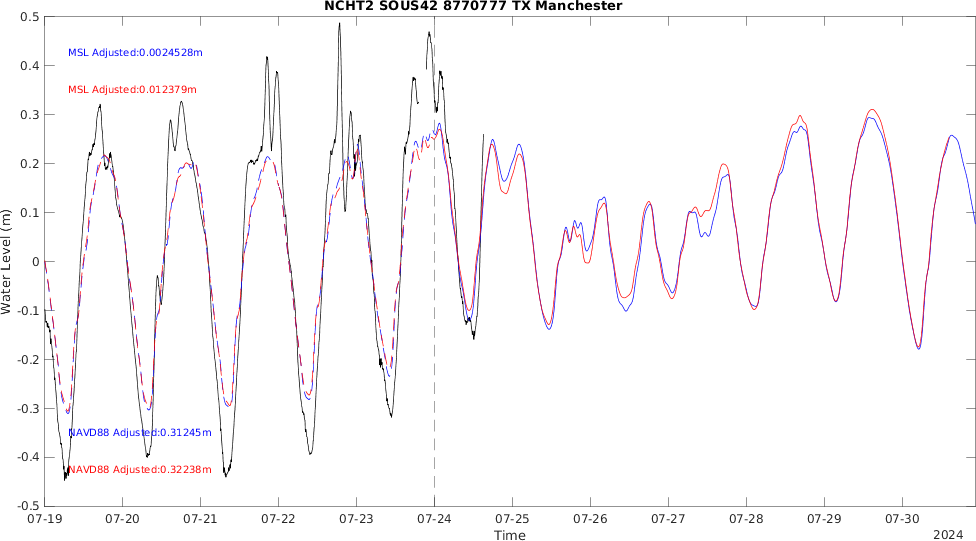 NCHT2 SOUS42 8770777 TX Manchester
0.5
MSL Adjusted:0.0024528m
0.4
MSL Adjusted:0.012379m
0.3
0.2
0.1
0
Water Level (m)
-0.1
-0.2
-0.3
NAVD88 Adjusted:0.31245m
-0.4
NAVD88 Adjusted:0.32238m
-0.5
07-19 07-20 07-21 07-22 07-23 07-24 07-25 07-26 07-27 07-28 07-29 07-30
Time
2024